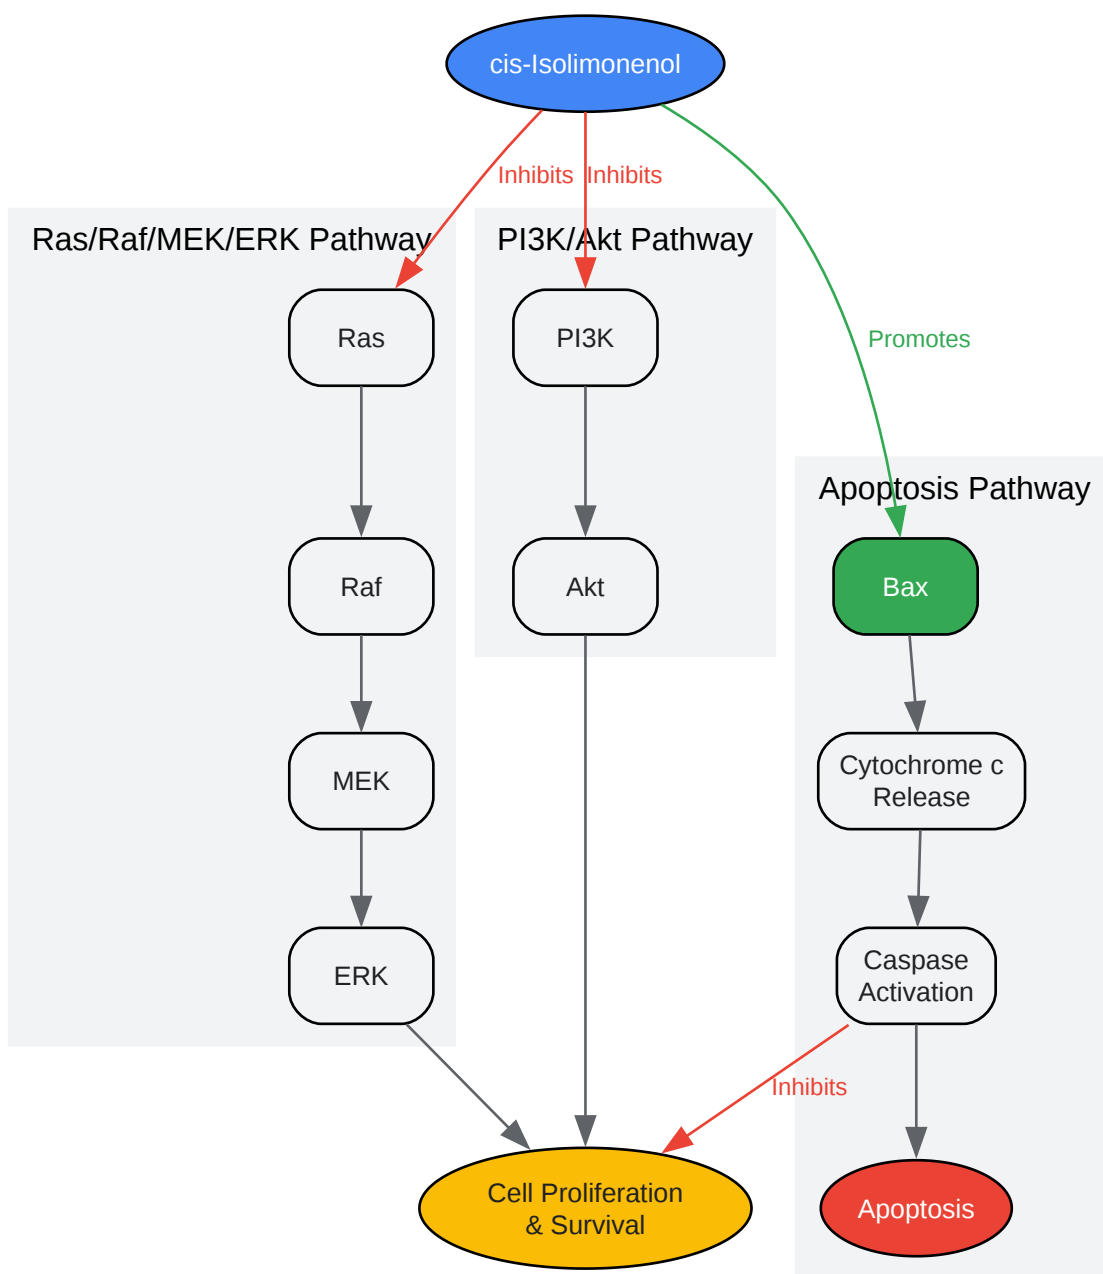 cis-Isolimonenol
Inhibits
Inhibits
Promotes
Ras/Raf/MEK/ERK Pathway
Ras
Raf
MEK
ERK
PI3K/Akt Pathway
PI3K
Akt
Apoptosis Pathway
Bax
Cytochrome c
Release
Caspase
Activation
Inhibits
Cell Proliferation
& Survival
Apoptosis